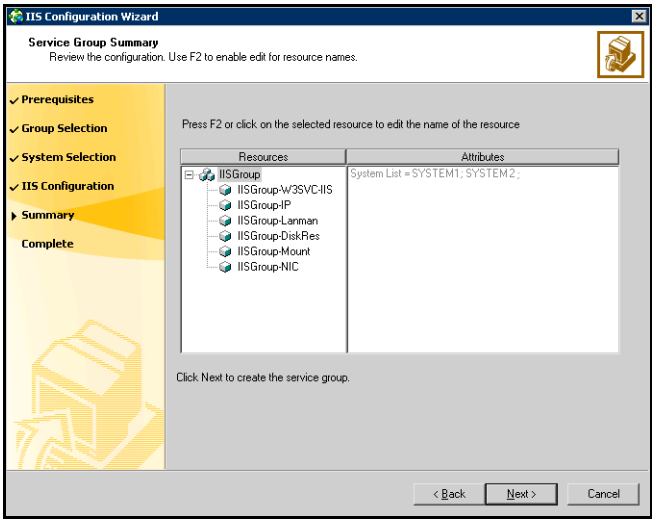 IIS Configuration Wizard
Service Group Summary
Review the configuration. Use F2 to enable edit for resource names.
Prerequisites
Group Selection
System Selection
IIS Configuration
Summary
Complete
Press F2 or click on the selected resource to edit the name of the resource
Resources Attributes
IISGroup System List = SYSTEM1; SYSTEM2 ;
IISGroup-W3SVC-IIS
IISGroup-IP
IISGroup-Lanman
IISGroup-DiskRes
IISGroup-Mount
IISGroup-NIC
Click Next to create the service group.
< Back Next > Cancel